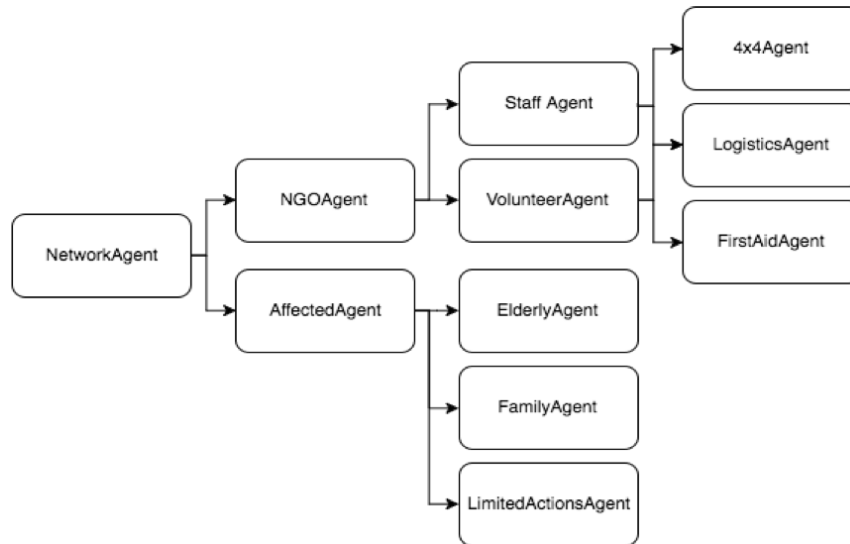 NetworkAgent
NGOAgent
AffectedAgent
Staff Agent
VolunteerAgent
ElderlyAgent
FamilyAgent
LimitedActionsAgent
4x4Agent
LogisticsAgent
FirstAidAgent